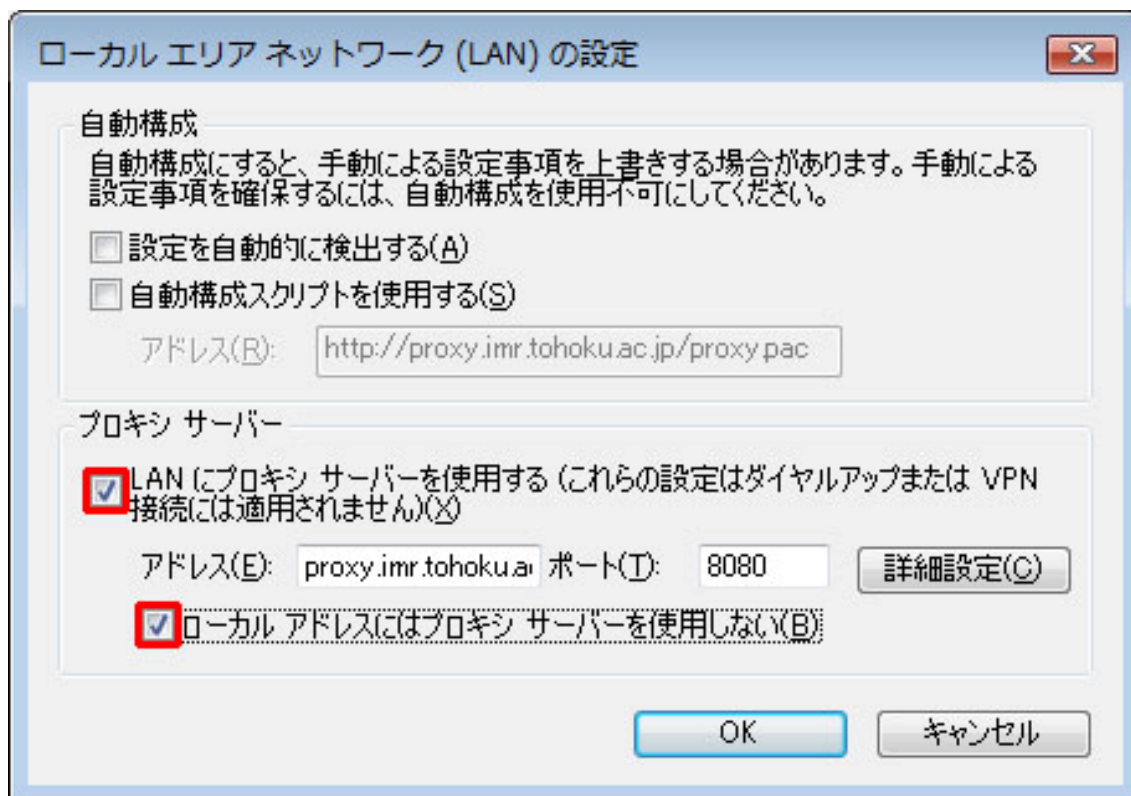 ローカル エリア ネットワーク (LAN) の設定
自動構成
自動構成にすると、手動による設定事項を上書きする場合があります。手動による
設定事項を確保するには、自動構成を使用不可にしてください。
設定を自動的に検出する(A)
自動構成スクリプトを使用する(S)
アドレス(R): http://proxy.imr.tohoku.ac.jp/proxy.pac
プロキシ サーバー
LAN にプロキシ サーバーを使用する (これらの設定はダイヤルアップまたは VPN
接続には適用されません)(X)
アドレス(E): proxy.imr.tohoku.a ポート(T): 8080 詳細設定(C)
ローカル アドレスにはプロキシ サーバーを使用しない(B)
OK キャンセル